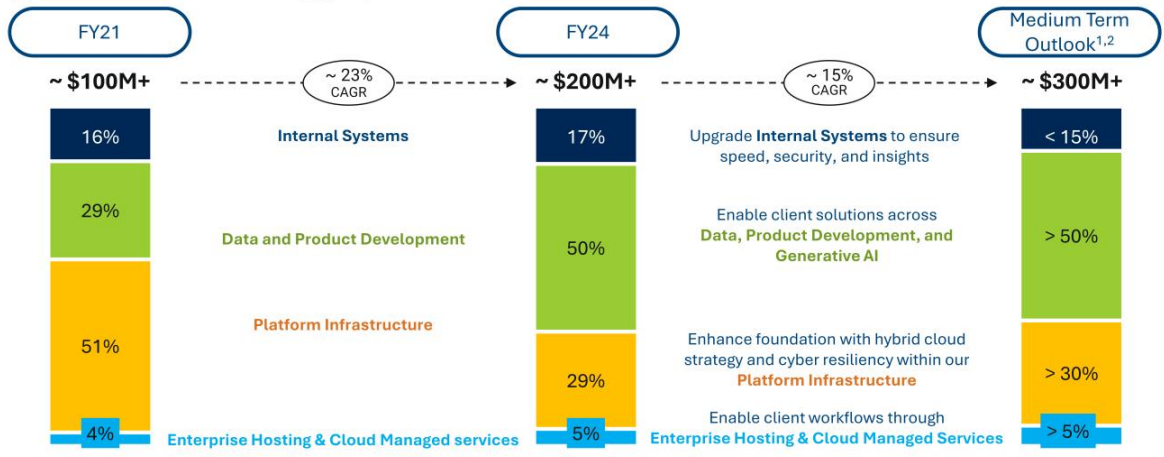 FY21
FY24
Medium Term
Outlook1,2
~ $100M+
~ 23%
CAGR
~ $200M+
~ 15%
CAGR
~ $300M+
16%
Internal Systems
17%
Upgrade Internal Systems to ensure
speed, security, and insights
< 15%
29%
Data and Product Development
50%
Enable client solutions across
Data, Product Development, and
Generative AI
> 50%
51%
Platform Infrastructure
29%
Enhance foundation with hybrid cloud
strategy and cyber resiliency within our
Platform Infrastructure
> 30%
4%
Enterprise Hosting & Cloud Managed services
5%
Enable client workflows through
Enterprise Hosting & Cloud Managed Services
> 5%